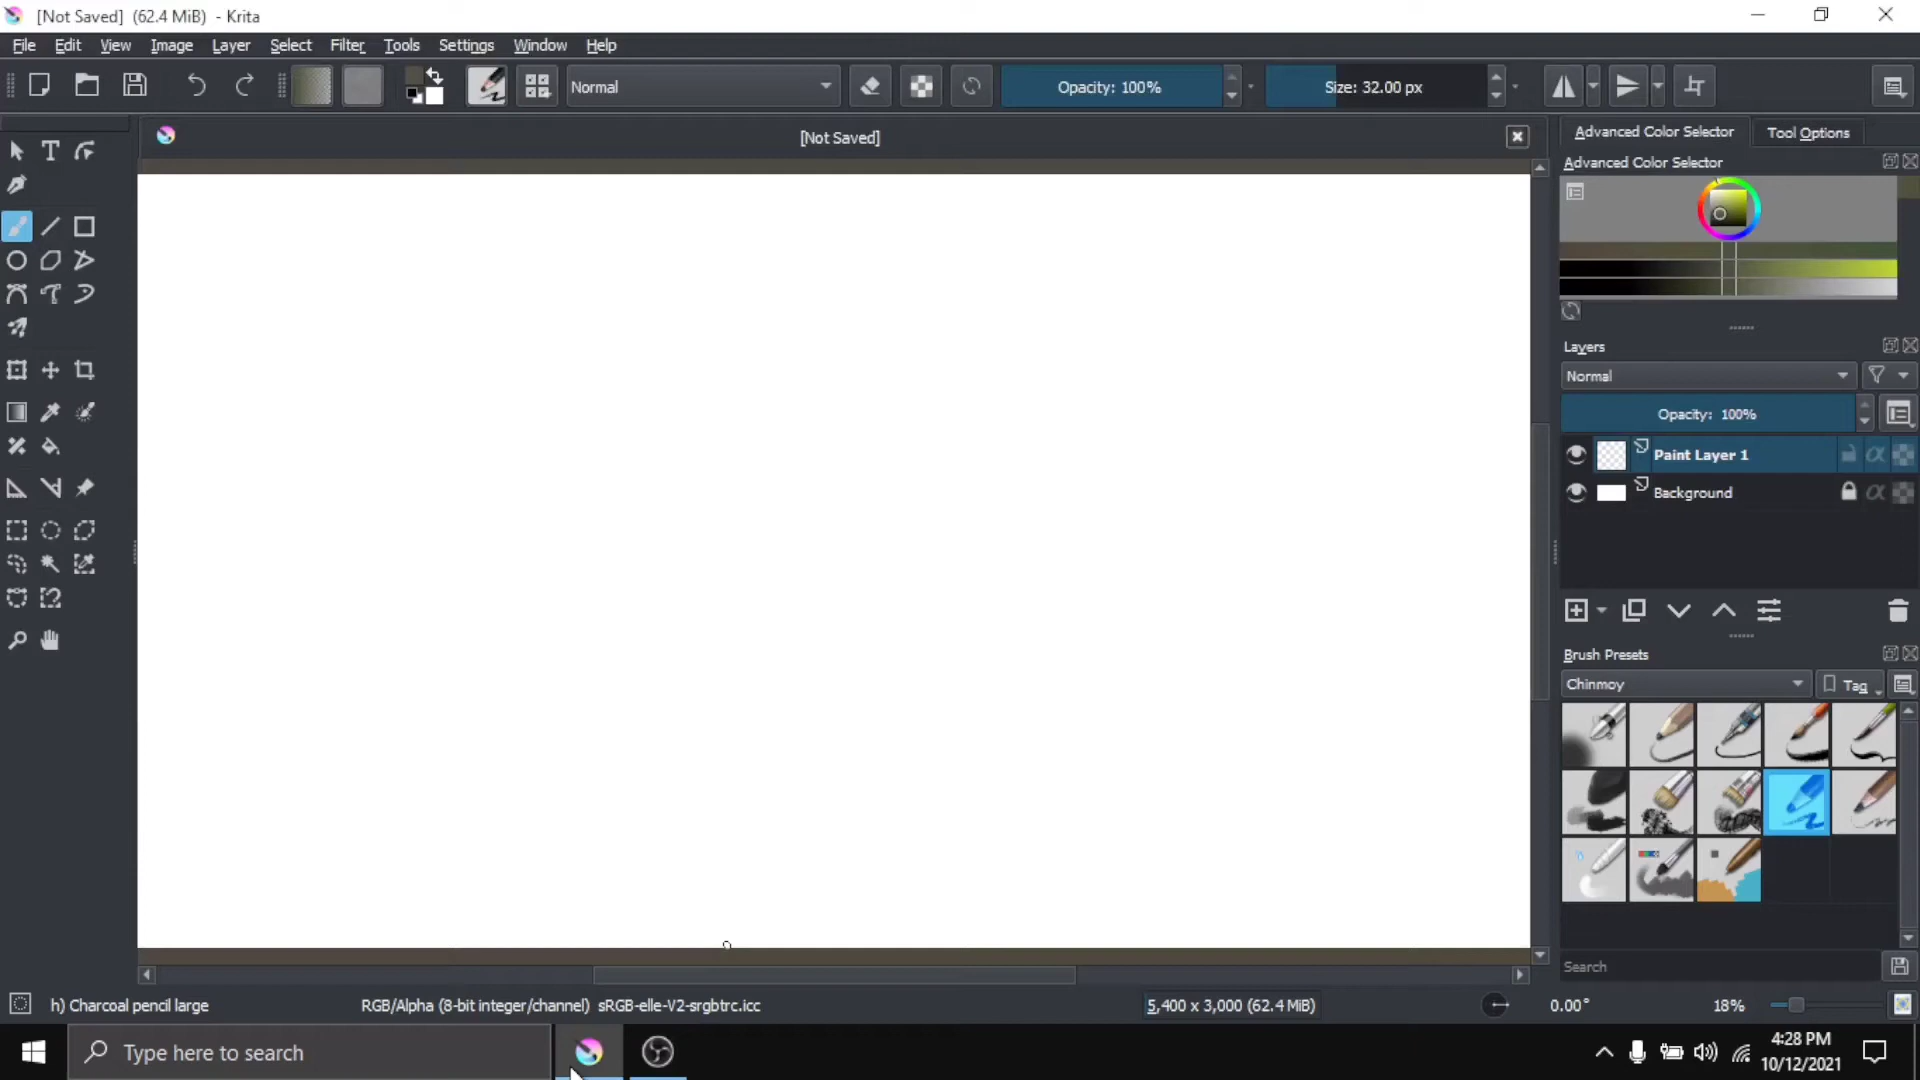 [Not Saved] (62.4 MiB) - Krita
File Edit View Image Layer Select Filter Tools Settings Window Help
Normal
Opacity: 100%
Size: 32.00 px
[Not Saved]
Advanced Color Selector Tool Options
Advanced Color Selector
Layers
Normal
Opacity: 100%
Paint Layer 1
Background
Brush Presets
Chinmoy
Tag
Search
h) Charcoal pencil large
RGB/Alpha (8-bit integer/channel) sRGB-elle-V2-srgbtrc.icc
5,400 x 3,000 (62.4 MiB)
0.00°
18%
Type here to search
4:28 PM
10/12/2021